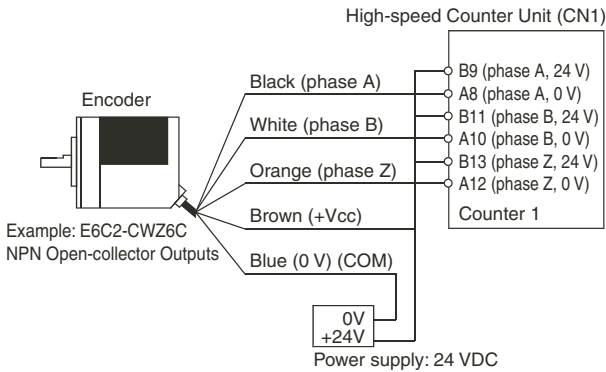 High-speed Counter Unit (CN1)
Encoder
Black (phase A)
White (phase B)
Orange (phase Z)
Brown (+Vcc)
Blue (0 V) (COM)
B9 (phase A, 24 V)
A8 (phase A, 0 V)
B11 (phase B, 24 V)
A10 (phase B, 0 V)
B13 (phase Z, 24 V)
A12 (phase Z, 0 V)
Counter 1
Example: E6C2-CWZ6C
NPN Open-collector Outputs
0V
+24V
Power supply: 24 VDC